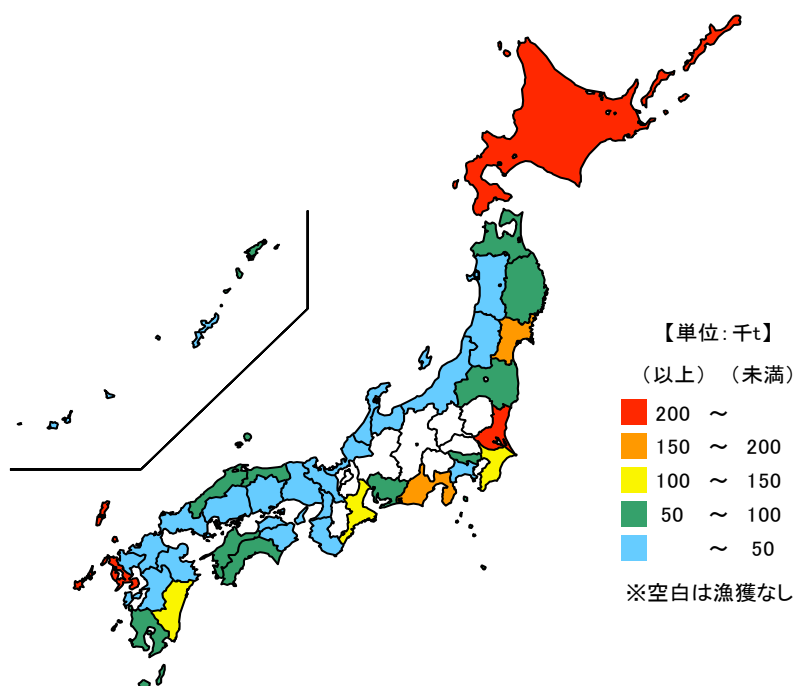 【単位：千t】
（以上） （未満）
200 ～
150 ～ 200
100 ～ 150
50 ～ 100
～ 50
※空白は漁獲なし